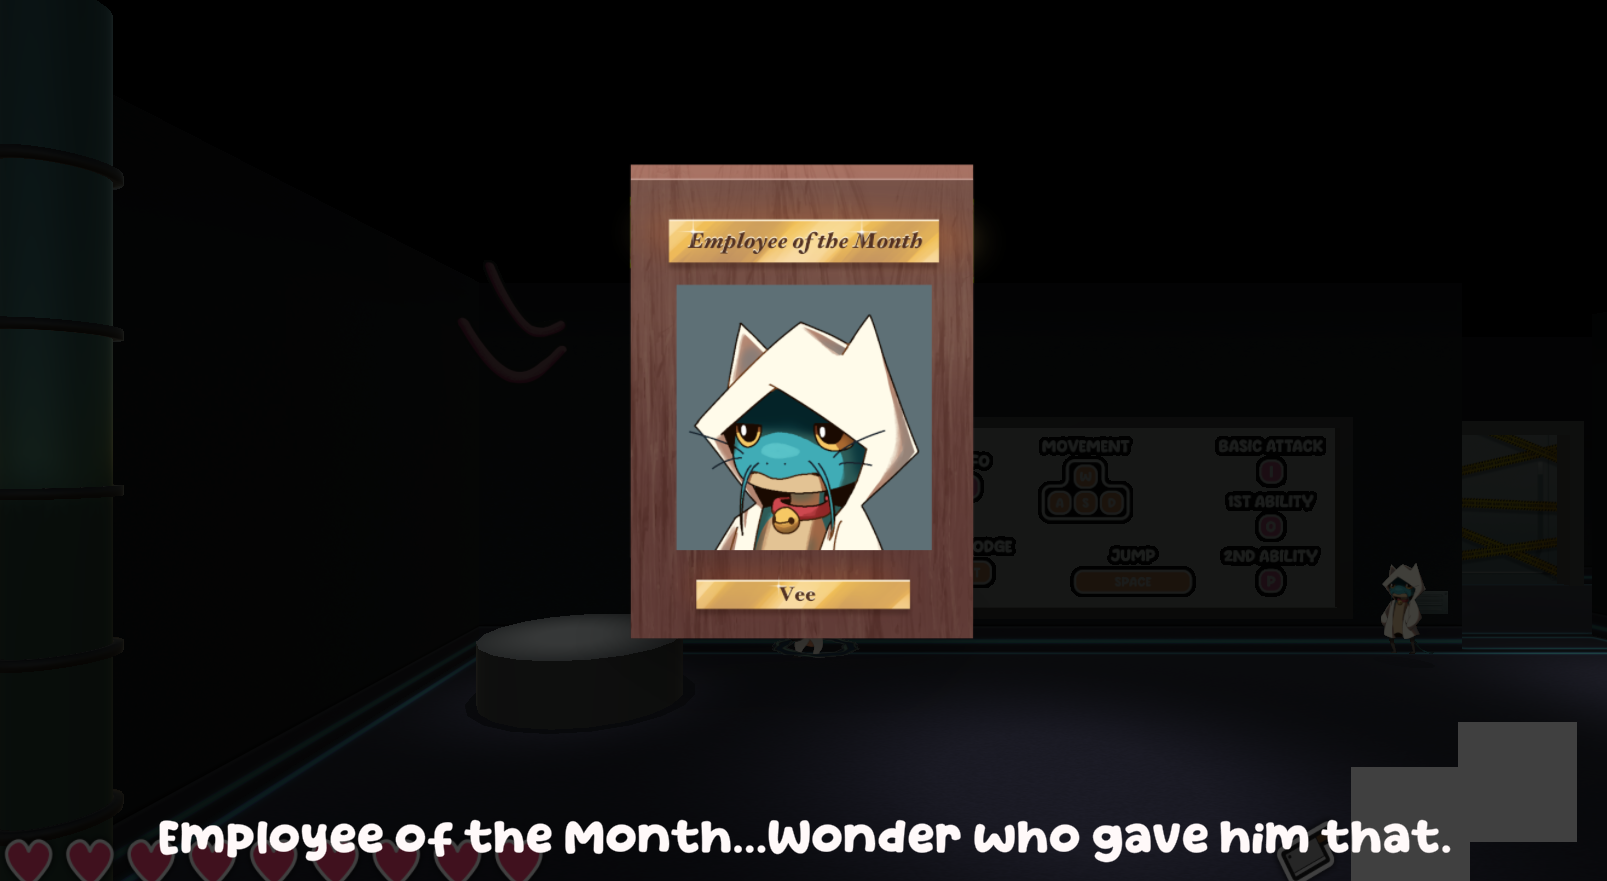 Employee of the Month
Vee
MOVEMENT
W
A S D
JUMP
SPACE
BASIC ATTACK
I
1ST ABILITY
O
2ND ABILITY
P
Employee of the Month...Wonder who gave him that.